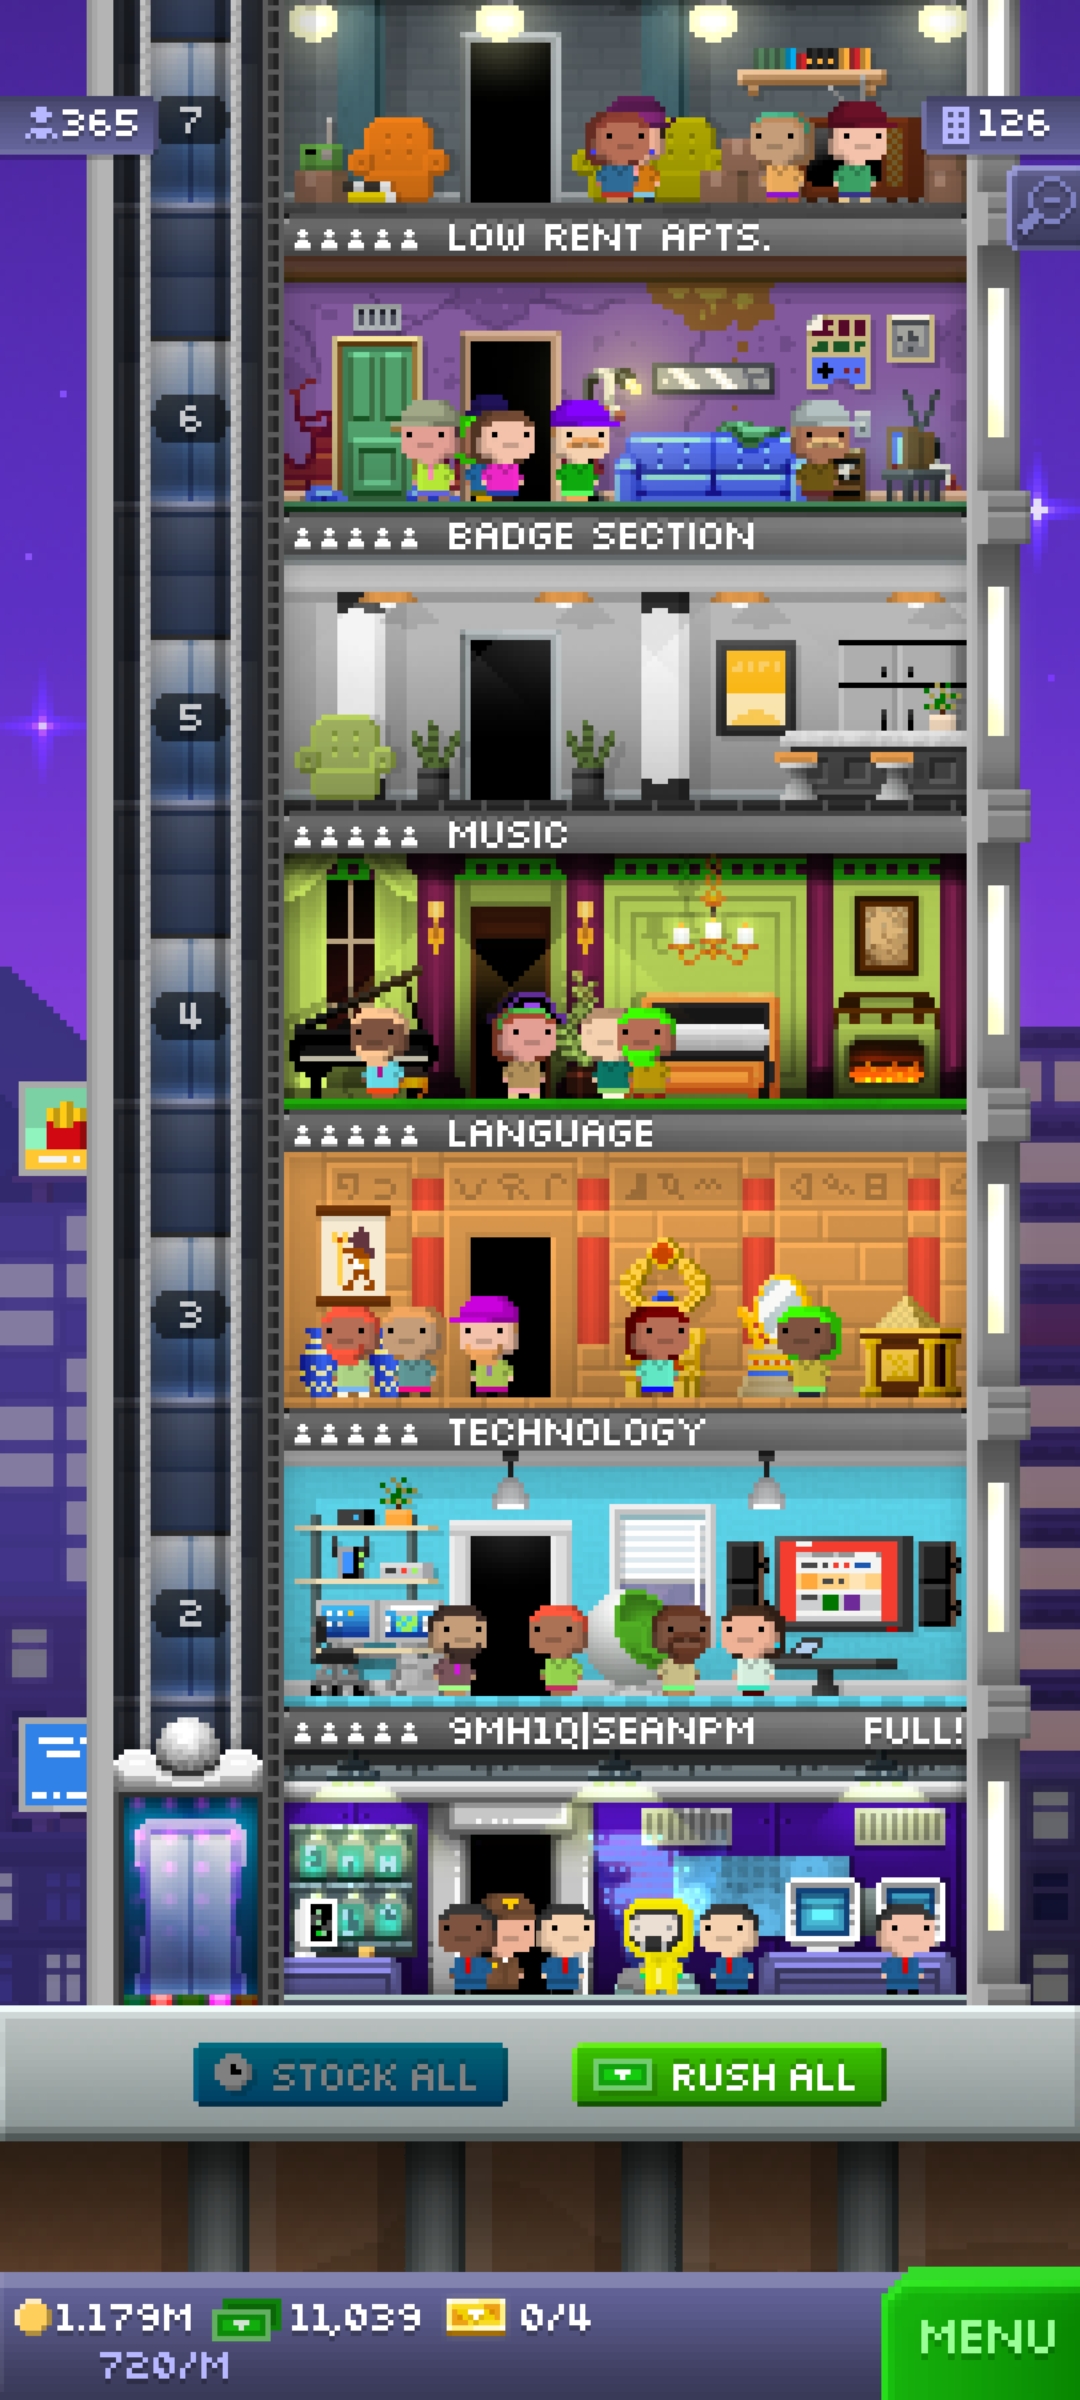 365
7
126
LOW RENT APTS.
6
BADGE SECTION
5
MUSIC
4
LANGUAGE
3
TECHNOLOGY
2
9MH1Q|SEANPM FULL!
STOCK ALL
RUSH ALL
1.179M 11,039 0/4
720/M
MENU